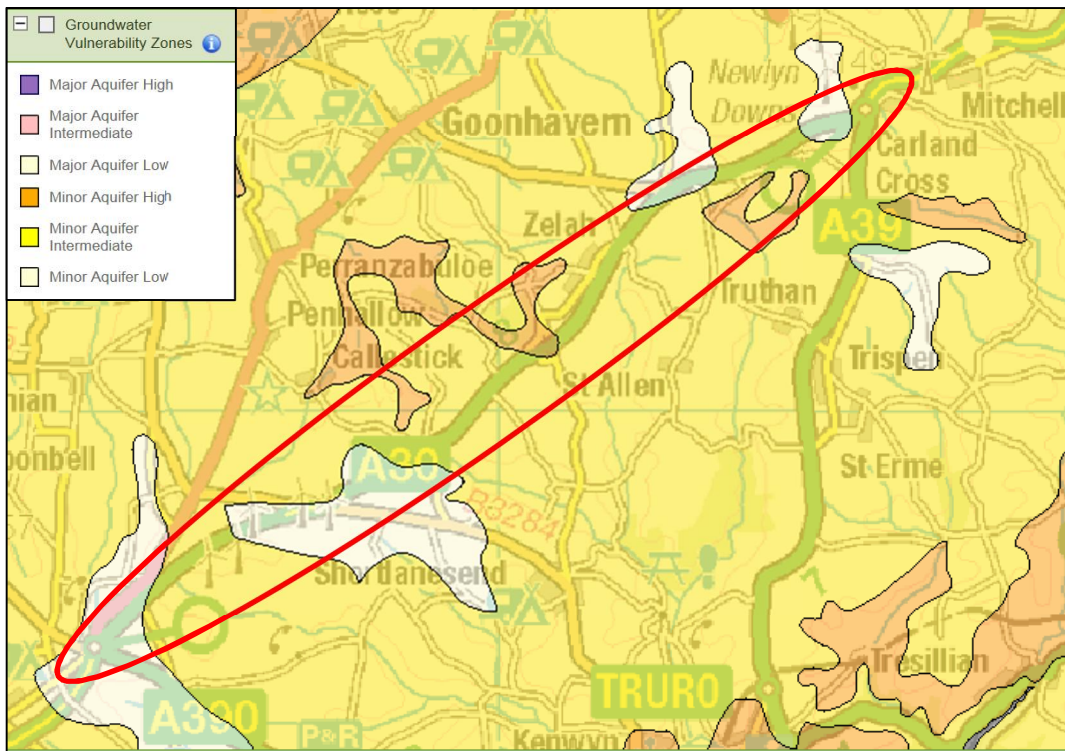 Groundwater
Vulnerability Zones
Major Aquifer High
Major Aquifer
Intermediate
Major Aquifer Low
Minor Aquifer High
Minor Aquifer
Intermediate
Minor Aquifer Low
49
Newlyn
Downs
Mitchell
Goonhavern
Carland
Cross
Zelah
A39
Perranzabuloe
Truthan
Penhallow
Callestick
Trispen
St Allen
A30
St Erme
B3284
Shortlanesend
Tresillian
TRURO
A390
P&R
Kenwyn